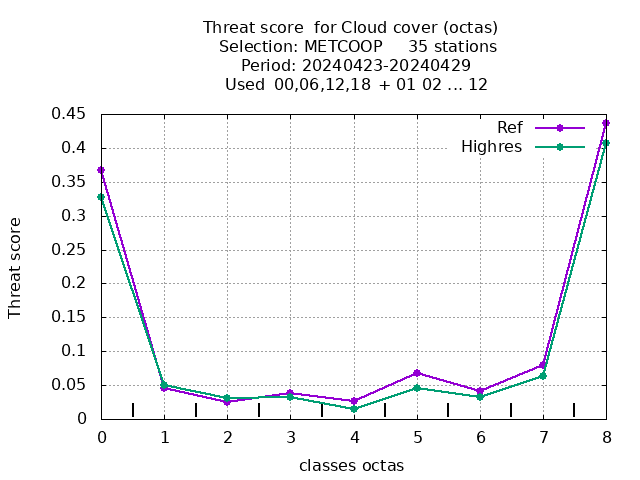 Threat score  for Cloud cover (octas)
Selection: METCOOP     35 stations
Period: 20240423-20240429
Used  00,06,12,18 + 01 02 ... 12
Ref
Highres
0.45
0.4
0.35
0.3
0.25
0.2
0.15
0.1
0.05
0
Threat score
0 1 2 3 4 5 6 7 8
classes octas